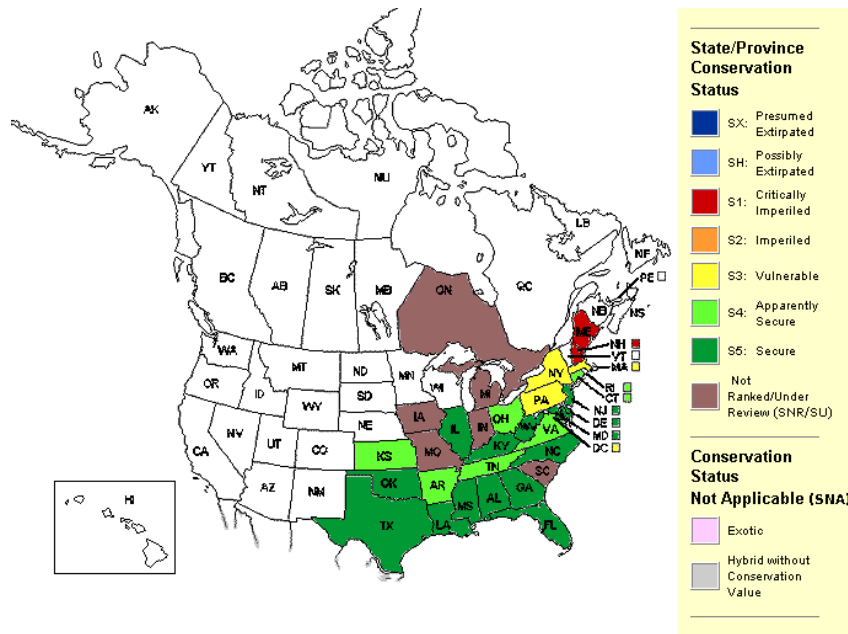 AK
YT
NT
NU
LB
BC
AB
SK
MB
ON
QC
NF
PE
NB
NS
WA
MT
ND
MN
ME
NH
VT
MA
OR
ID
SD
WI
MI
NY
RI
CT
WY
NE
IA
PA
NJ
DE
MD
DC
NV
UT
CO
KS
MO
IL
IN
OH
WV
VA
KY
CA
AZ
NM
OK
AR
TN
NC
SC
TX
LA
MS
AL
GA
FL
HI
State/Province
Conservation
Status
SX: Presumed
Extirpated
SH: Possibly
Extirpated
S1: Critically
Imperiled
S2: Imperiled
S3: Vulnerable
S4: Apparently
Secure
S5: Secure
Not
Ranked/Under
Review (SNR/SU)
Conservation
Status
Not Applicable (SNA)
Exotic
Hybrid without
Conservation
Value